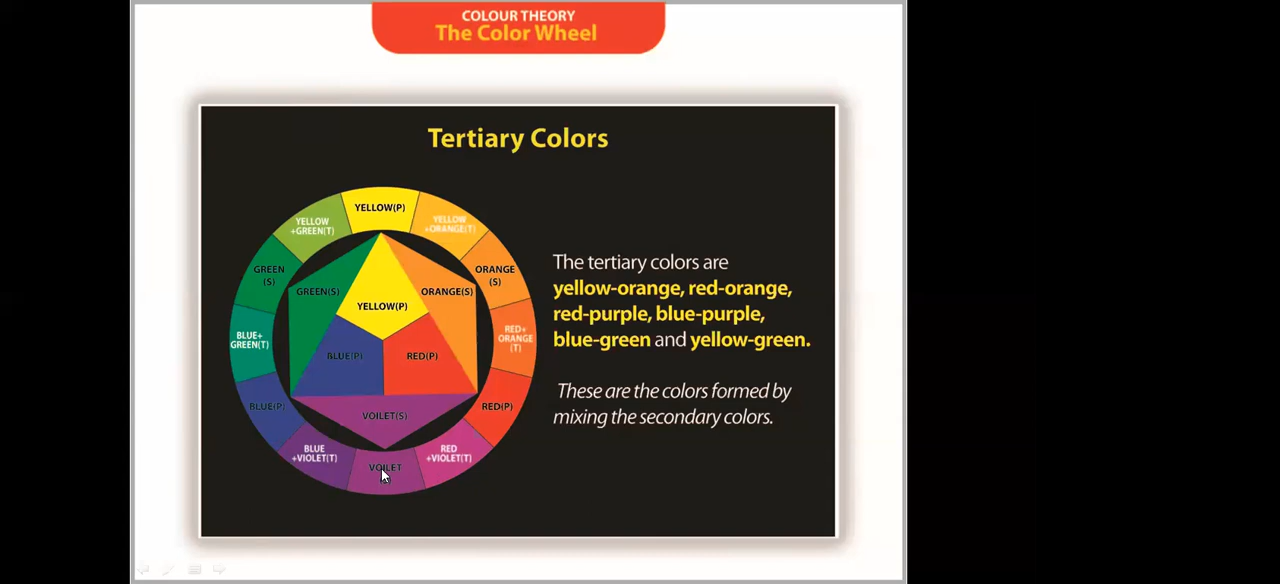 COLOUR THEORY
The Color Wheel
Tertiary Colors
YELLOW(P)
YELLOW
+GREEN(T)
YELLOW
+ORANGE(T)
GREEN
(S)
ORANGE
(S)
GREEN(S)
ORANGE(S)
YELLOW(P)
BLUE+
GREEN(T)
RED+
ORANGE
(T)
BLUE(P)
RED(P)
BLUE(P)
RED(P)
VOILET(S)
BLUE
+VIOLET(T)
RED
+VIOLET(T)
VOILET
The tertiary colors are
yellow-orange, red-orange,
red-purple, blue-purple,
blue-green and yellow-green.
These are the colors formed by
mixing the secondary colors.